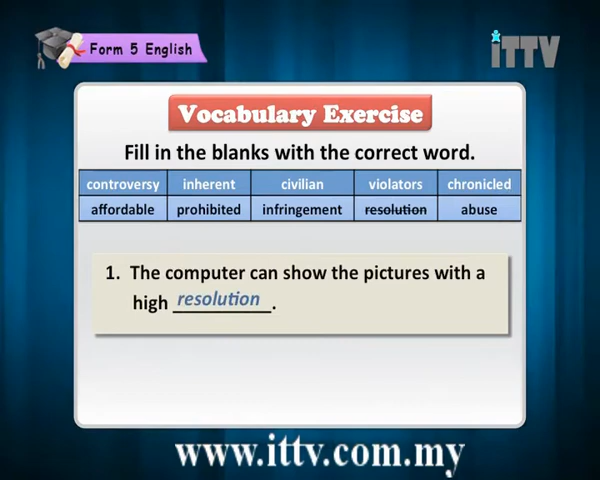 Form 5 English
iTTV
Vocabulary Exercise
Fill in the blanks with the correct word.
controversy inherent civilian violators chronicled
affordable prohibited infringement resolution abuse
1. The computer can show the pictures with a
high resolution.
www.ittv.com.my